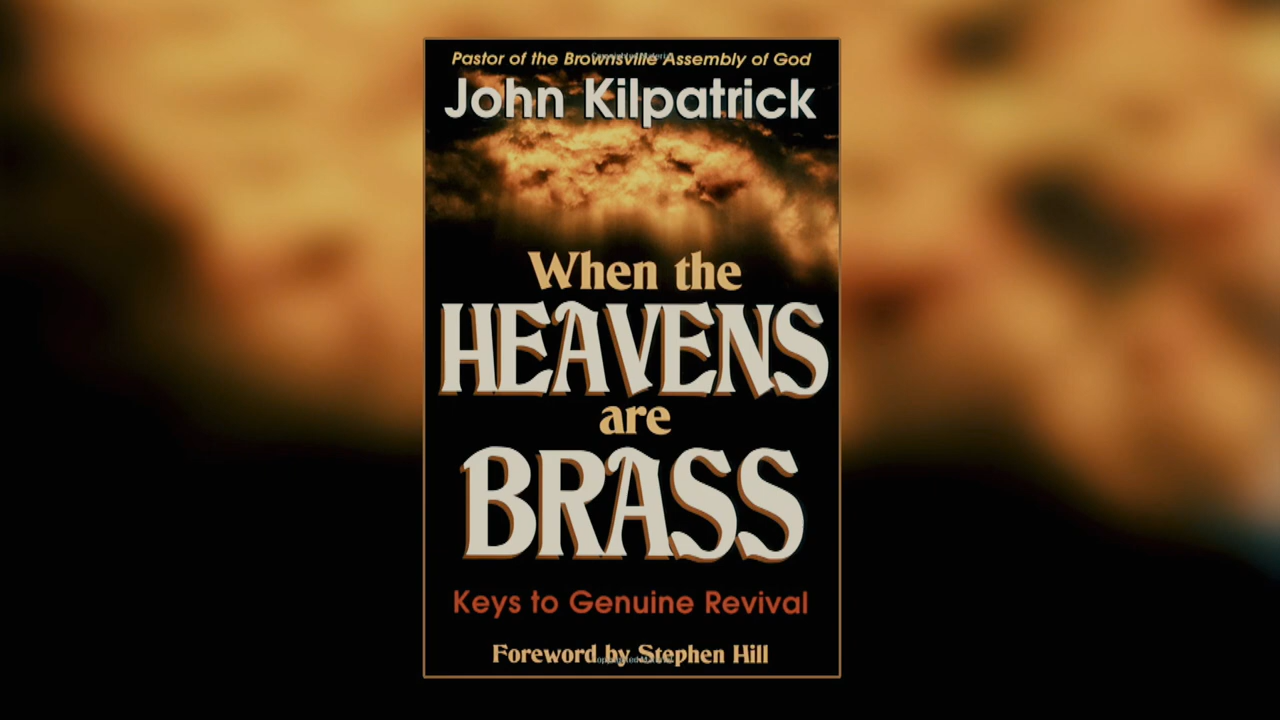 Pastor of the Brownsville Assembly of God
John Kilpatrick
When the
HEAVENS
are
BRASS
Keys to Genuine Revival
Foreword by Stephen Hill